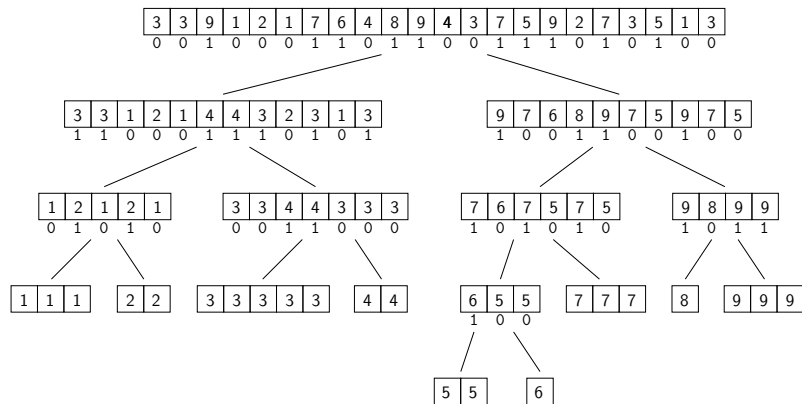 3 3 9 1 2 1 7 6 4 8 9 4 3 7 5 9 2 7 3 5 1 3
0 0 1 0 0 0 1 1 0 1 1 0 0 1 1 1 0 1 0 1 0 0
3 3 1 2 1 4 4 3 2 3 1 3
1 1 0 0 0 1 1 1 0 1 0 1
9 7 6 8 9 7 5 9 7 5
1 0 0 1 1 0 0 1 0 0
1 2 1 2 1
0 1 0 1 0
3 3 4 4 3 3 3
0 0 1 1 0 0 0
7 6 7 5 7 5
1 0 1 0 1 0
9 8 9 9
1 0 1 1
1 1 1
2 2
3 3 3 3 3
4 4
6 5 5
1 0 0
7 7 7
8
9 9 9
5 5
6